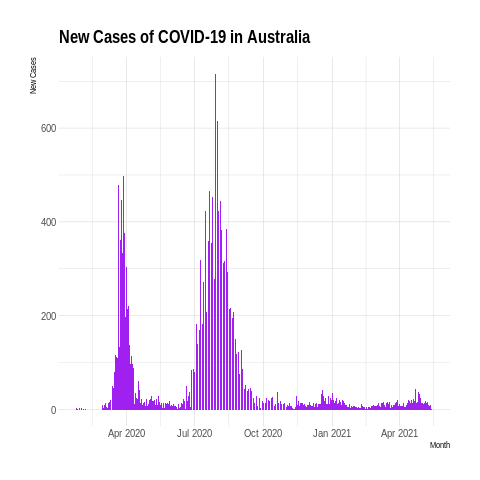 New Cases of COVID-19 in Australia
New Cases
600
400
200
0
Apr 2020
Jul 2020
Oct 2020
Jan 2021
Apr 2021
Month